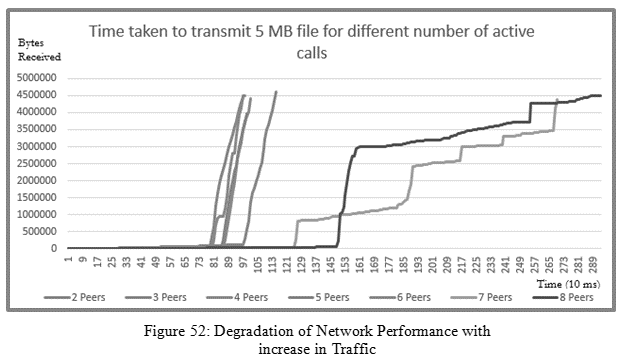 Time taken to transmit 5 MB file for different number of active
calls
Bytes
Received
5000000
4500000
4000000
3500000
3000000
2500000
2000000
1500000
1000000
500000
0
1 9 17 25 33 41 49 57 65 73 81 89 97 105 113 121 129 137 145 153 161 169 177 185 193 201 209 217 225 233 241 249 257 265 273 281 289
Time (10 ms)
2 Peers 3 Peers 4 Peers 5 Peers 6 Peers 7 Peers 8 Peers
Figure 52: Degradation of Network Performance with
increase in Traffic